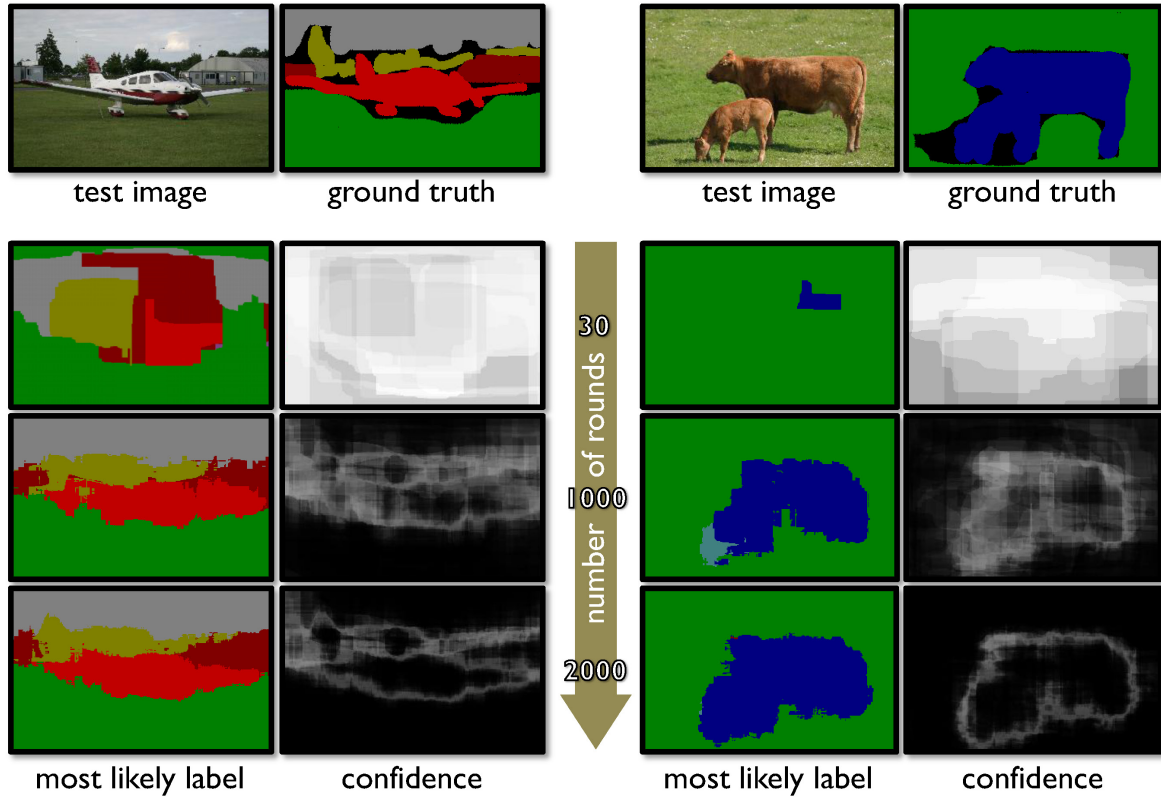 test image
ground truth
test image
ground truth
30
1000
2000
number of rounds
most likely label
confidence
most likely label
confidence